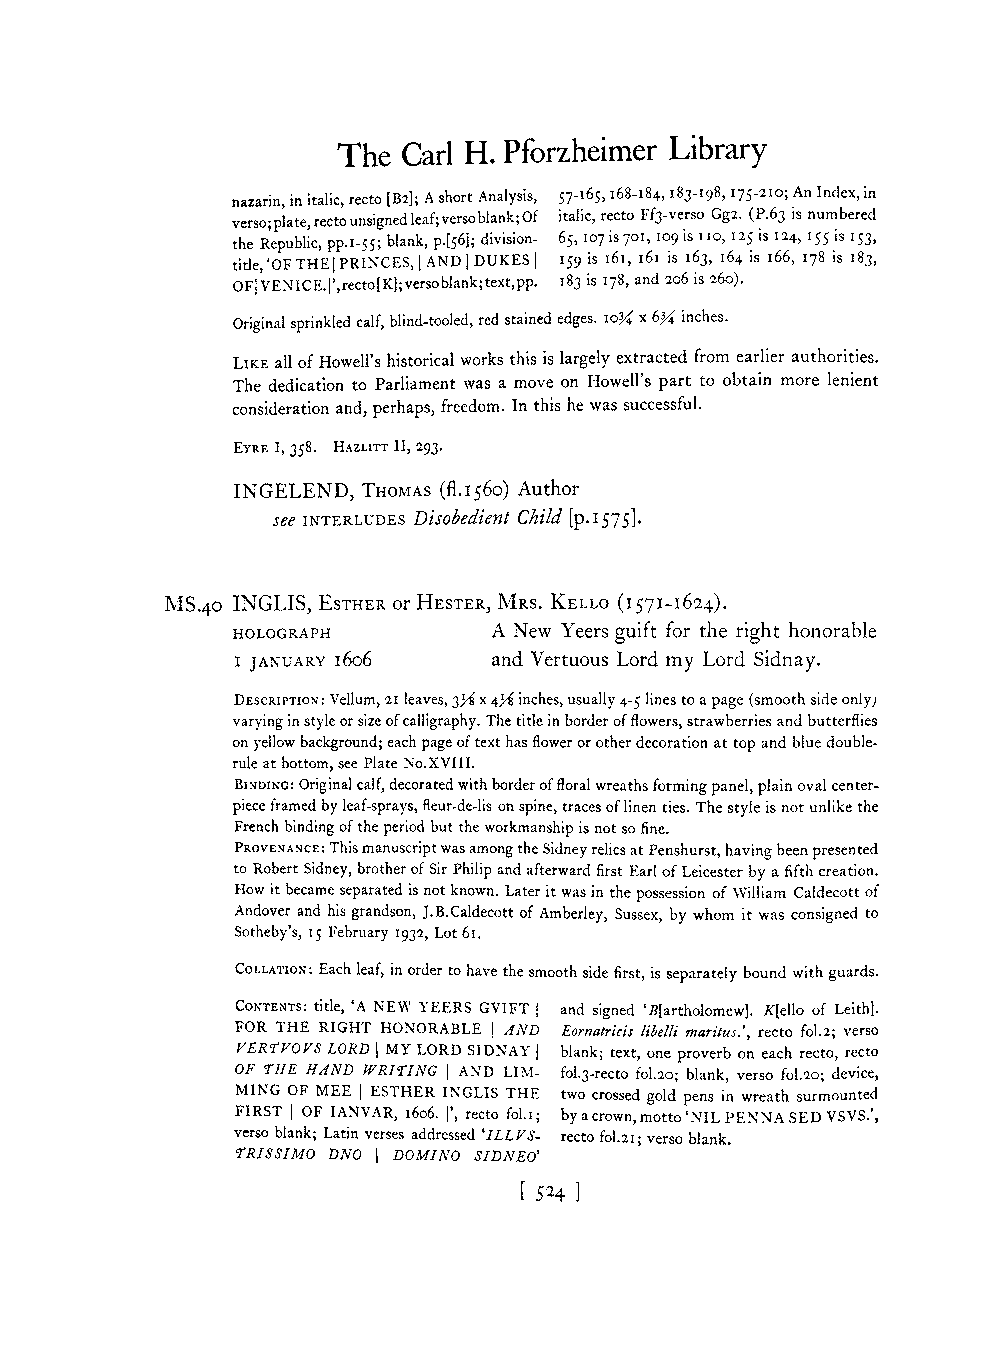 The Carl H. Pforzheimer Library
nazarin, in italic, recto [B2]; A short Analysis,
verso; plate, recto unsigned leaf; verso blank; Of
the Republic, pp.1-55; blank, p.[56]; division-
title, ‘OF THE | PRINCES, | AND | DUKES |
OF | VENICE. |’, recto [K]; verso blank; text, pp.
57-165, 168-184, 183-198, 175-210; An Index, in
italic, recto Ff3-verso Gg2. (P.63 is numbered
65, 107 is 701, 109 is 110, 125 is 124, 155 is 153,
159 is 161, 161 is 163, 164 is 166, 178 is 183,
183 is 178, and 206 is 260).
Original sprinkled calf, blind-tooled, red stained edges. 10¾ x 6¾ inches.
LIKE all of Howell’s historical works this is largely extracted from earlier authorities.
The dedication to Parliament was a move on Howell’s part to obtain more lenient
consideration and, perhaps, freedom. In this he was successful.
EYRE I, 358. HAZLITT II, 293.
INGELEND, THOMAS (fl.1560) Author
see INTERLUDES Disobedient Child [p.1575].
MS.40 INGLIS, ESTHER or HESTER, MRS. KELLO (1571-1624).
HOLOGRAPH
1 JANUARY 1606
A New Yeers guift for the right honorable
and Vertuous Lord my Lord Sidnay.
DESCRIPTION: Vellum, 21 leaves, 3⅛ x 4⅛ inches, usually 4-5 lines to a page (smooth side only)
varying in style or size of calligraphy. The title in border of flowers, strawberries and butterflies
on yellow background; each page of text has flower or other decoration at top and blue double-
rule at bottom, see Plate No.XVIII.
BINDING: Original calf, decorated with border of floral wreaths forming panel, plain oval center-
piece framed by leaf-sprays, fleur-de-lis on spine, traces of linen ties. The style is not unlike the
French binding of the period but the workmanship is not so fine.
PROVENANCE: This manuscript was among the Sidney relics at Penshurst, having been presented
to Robert Sidney, brother of Sir Philip and afterward first Earl of Leicester by a fifth creation.
How it became separated is not known. Later it was in the possession of William Caldecott of
Andover and his grandson, J.B.Caldecott of Amberley, Sussex, by whom it was consigned to
Sotheby’s, 15 February 1932, Lot 61.
COLLATION: Each leaf, in order to have the smooth side first, is separately bound with guards.
CONTENTS: title, ‘A NEW YEERS GVIFT |
FOR THE RIGHT HONORABLE | AND
VERTVOVS LORD | MY LORD SIDNAY |
OF THE HAND WRITING | AND LIM-
MING OF MEE | ESTHER INGLIS THE
FIRST | OF IANVAR, 1606. |’, recto fol.1;
verso blank; Latin verses addressed ‘ILLVS-
TRISSIMO DNO | DOMINO SIDNEO’
and signed ‘B[artholomew]. K[ello of Leith].
Eornatricis libelli maritus.’, recto fol.2; verso
blank; text, one proverb on each recto, recto
fol.3-recto fol.20; blank, verso fol.20; device,
two crossed gold pens in wreath surmounted
by a crown, motto ‘NIL PENNA SED VSVS.’,
recto fol.21; verso blank.
[ 524 ]